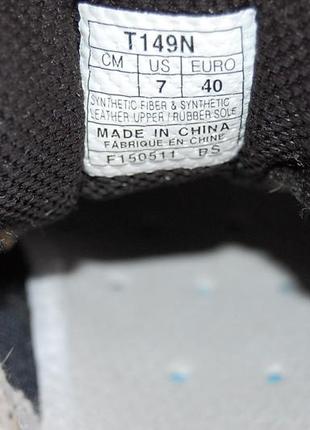 T149N
CM US EURO
7 40
SYNTHETIC FIBER & SYNTHETIC
LEATHER UPPER / RUBBER SOLE
MADE IN CHINA
FABRIQUE EN CHINE
F150511 BS